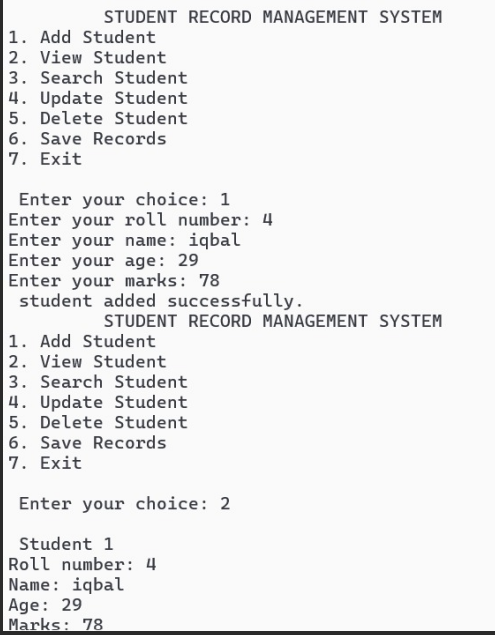 STUDENT RECORD MANAGEMENT SYSTEM
1. Add Student
2. View Student
3. Search Student
4. Update Student
5. Delete Student
6. Save Records
7. Exit
Enter your choice: 1
Enter your roll number: 4
Enter your name: iqbal
Enter your age: 29
Enter your marks: 78
student added successfully.
STUDENT RECORD MANAGEMENT SYSTEM
1. Add Student
2. View Student
3. Search Student
4. Update Student
5. Delete Student
6. Save Records
7. Exit
Enter your choice: 2
Student 1
Roll number: 4
Name: iqbal
Age: 29
Marks: 78